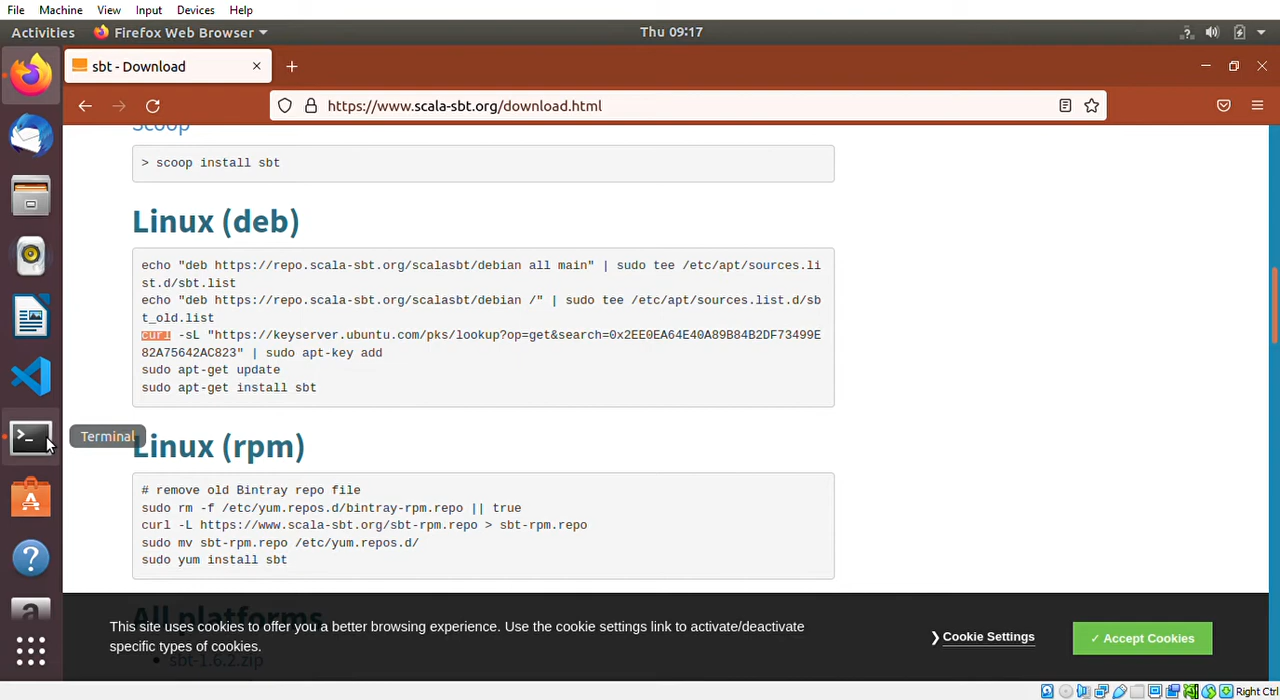 File Machine View Input Devices Help
Activities Firefox Web Browser Thu 09:17
sbt - Download
https://www.scala-sbt.org/download.html
Scoop
> scoop install sbt
Linux (deb)
echo "deb https://repo.scala-sbt.org/scalasbt/debian all main" | sudo tee /etc/apt/sources.li
st.d/sbt.list
echo "deb https://repo.scala-sbt.org/scalasbt/debian /" | sudo tee /etc/apt/sources.list.d/sb
t_old.list
curl -sL "https://keyserver.ubuntu.com/pks/lookup?op=get&search=0x2EE0EA64E40A89B84B2DF73499E
82A75642AC823" | sudo apt-key add
sudo apt-get update
sudo apt-get install sbt
Terminal
Linux (rpm)
# remove old Bintray repo file
sudo rm -f /etc/yum.repos.d/bintray-rpm.repo || true
curl -L https://www.scala-sbt.org/sbt-rpm.repo > sbt-rpm.repo
sudo mv sbt-rpm.repo /etc/yum.repos.d/
sudo yum install sbt
All platforms
This site uses cookies to offer you a better browsing experience. Use the cookie settings link to activate/deactivate
specific types of cookies.
❯ Cookie Settings
✓ Accept Cookies
• sbt-1.6.2.zip
Right Ctrl